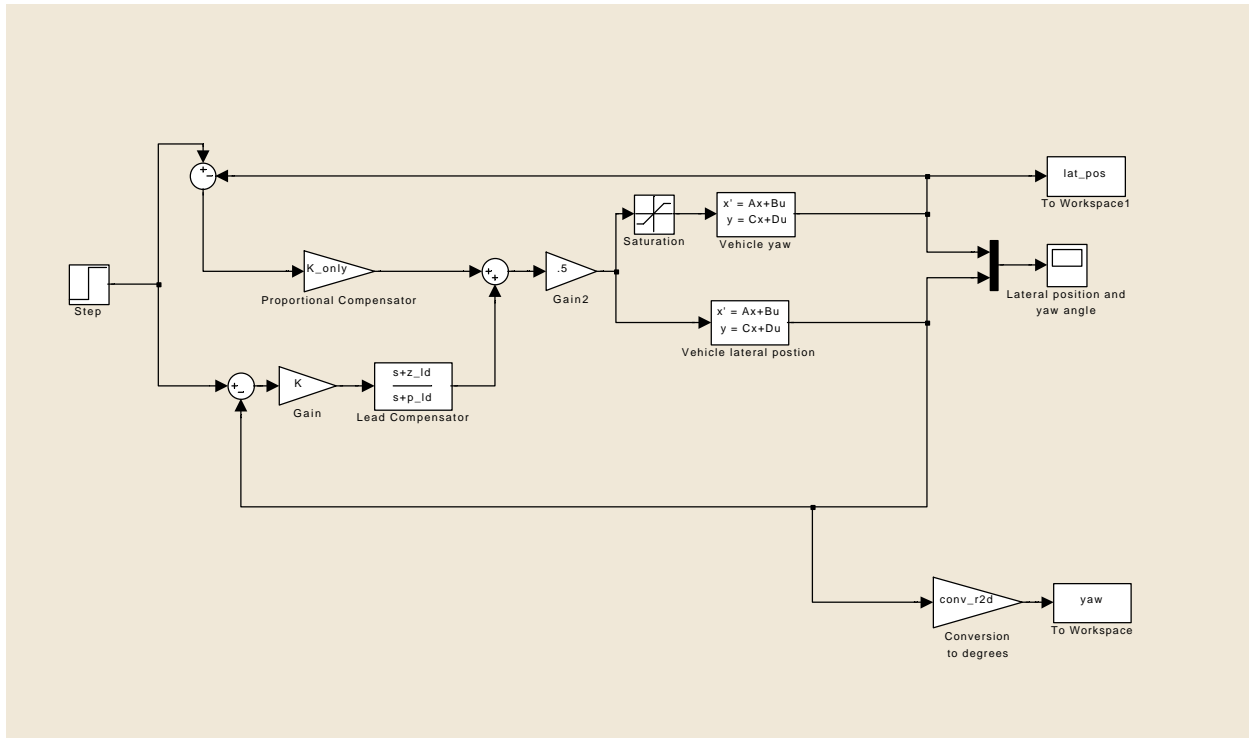 +
−
lat_pos
To Workspace1
x' = Ax+Bu
y = Cx+Du
Saturation
Vehicle yaw
K_only
Proportional Compensator
+
+
.5
Gain2
Step
Lateral position and
yaw angle
x' = Ax+Bu
y = Cx+Du
Vehicle lateral postion
+
−
K
Gain
s+z_ld
s+p_ld
Lead Compensator
conv_r2d
Conversion
to degrees
yaw
To Workspace